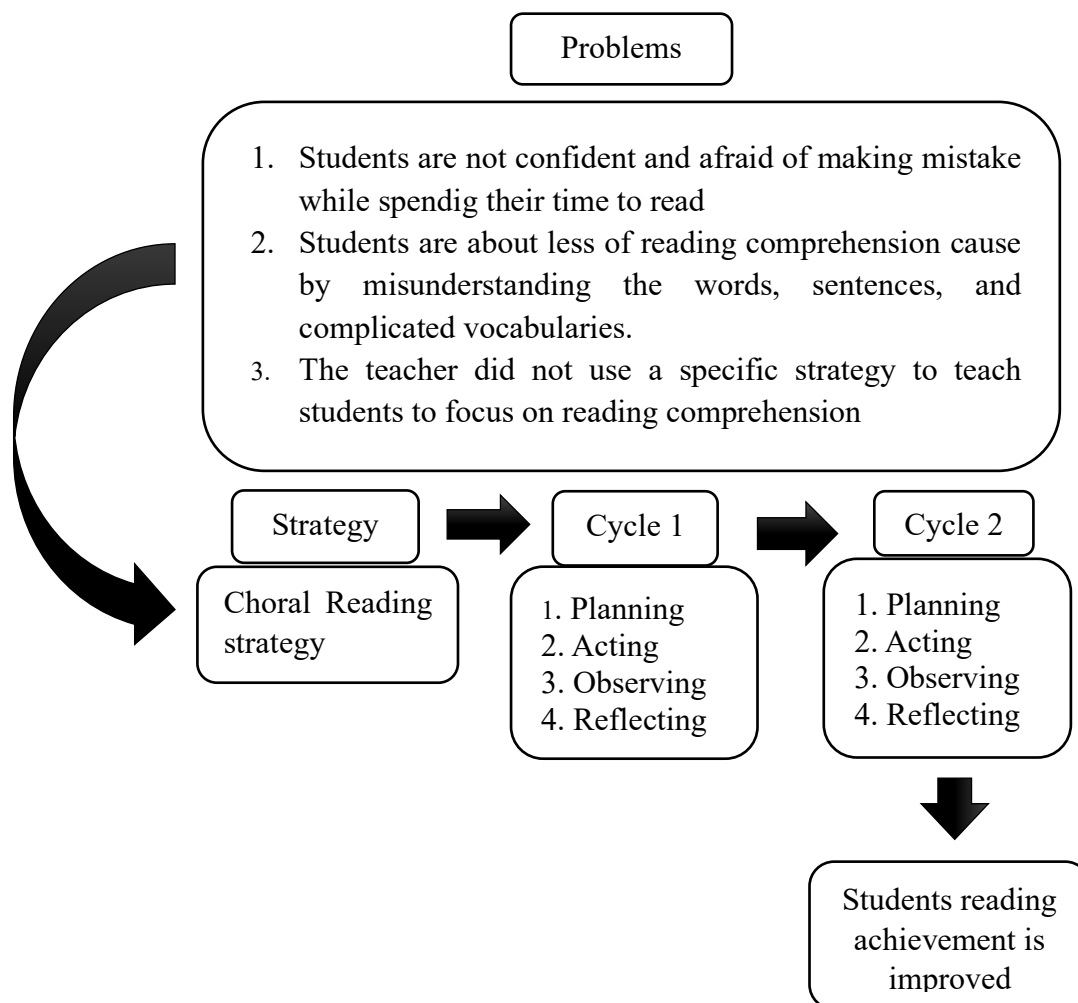 Problems
1. Students are not confident and afraid of making mistake
while spendig their time to read
2. Students are about less of reading comprehension cause
by misunderstanding the words, sentences, and
complicated vocabularies.
3. The teacher did not use a specific strategy to teach
students to focus on reading comprehension
Strategy
Choral Reading
strategy
Cycle 1
1. Planning
2. Acting
3. Observing
4. Reflecting
Cycle 2
1. Planning
2. Acting
3. Observing
4. Reflecting
Students reading
achievement is
improved